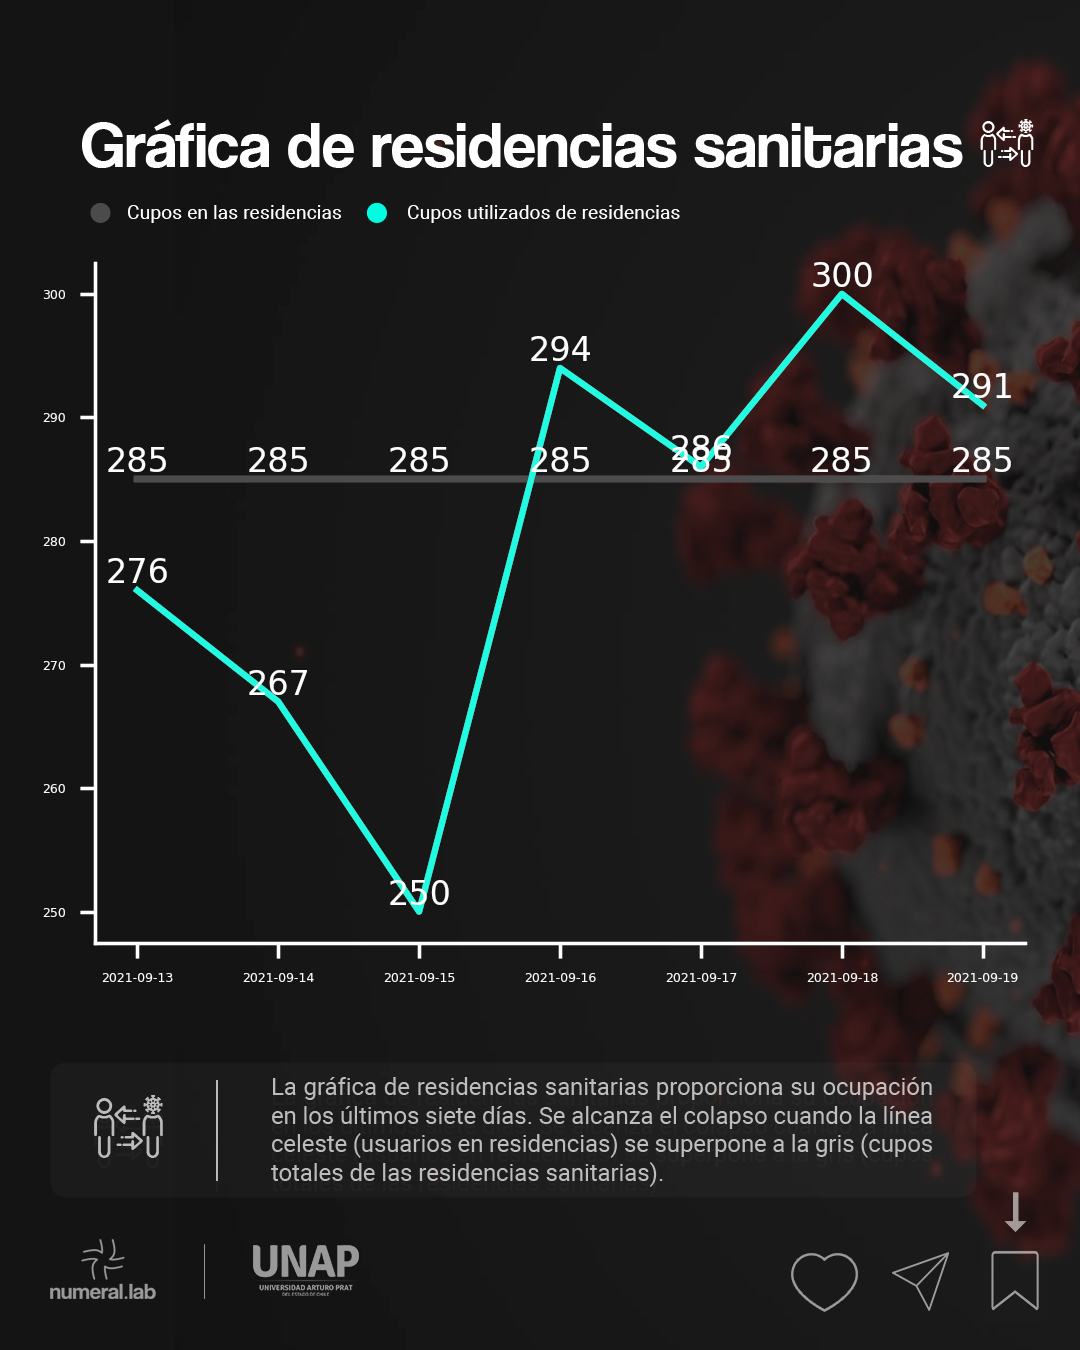 Gráfica de residencias sanitarias
Cupos en las residencias
Cupos utilizados de residencias
300
290
280
270
260
250
300
294
291
286
285 285 285 285 285 285 285
276
267
250
2021-09-13 2021-09-14 2021-09-15 2021-09-16 2021-09-17 2021-09-18 2021-09-19
La gráfica de residencias sanitarias proporciona su ocupación
en los últimos siete días. Se alcanza el colapso cuando la línea
celeste (usuarios en residencias) se superpone a la gris (cupos
totales de las residencias sanitarias).
numeral.lab
UNAP
UNIVERSIDAD ARTURO PRAT
DEL ESTADO DE CHILE